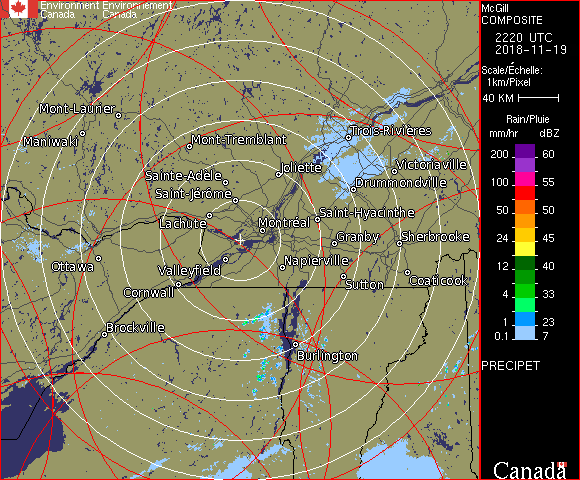 Environment Environnement
Canada Canada
McGill
COMPOSITE
2220 UTC
2018-11-19
Scale/Échelle:
1km/Pixel
40 KM
Rain/Pluie
mm/hr dBZ
200 60
100 55
50 50
24 45
12 40
4 33
1 23
0.1 7
PRECIPET
Canada
Mont-Laurier
Maniwaki
Mont-Tremblant
Trois-Rivières
Joliette
Victoriaville
Sainte-Adèle
Drummondville
Saint-Jérôme
Saint-Hyacinthe
Lachute
Montréal
Granby
Sherbrooke
Ottawa
Valleyfield
Napierville
Cornwall
Sutton
Coaticook
Brockville
Burlington